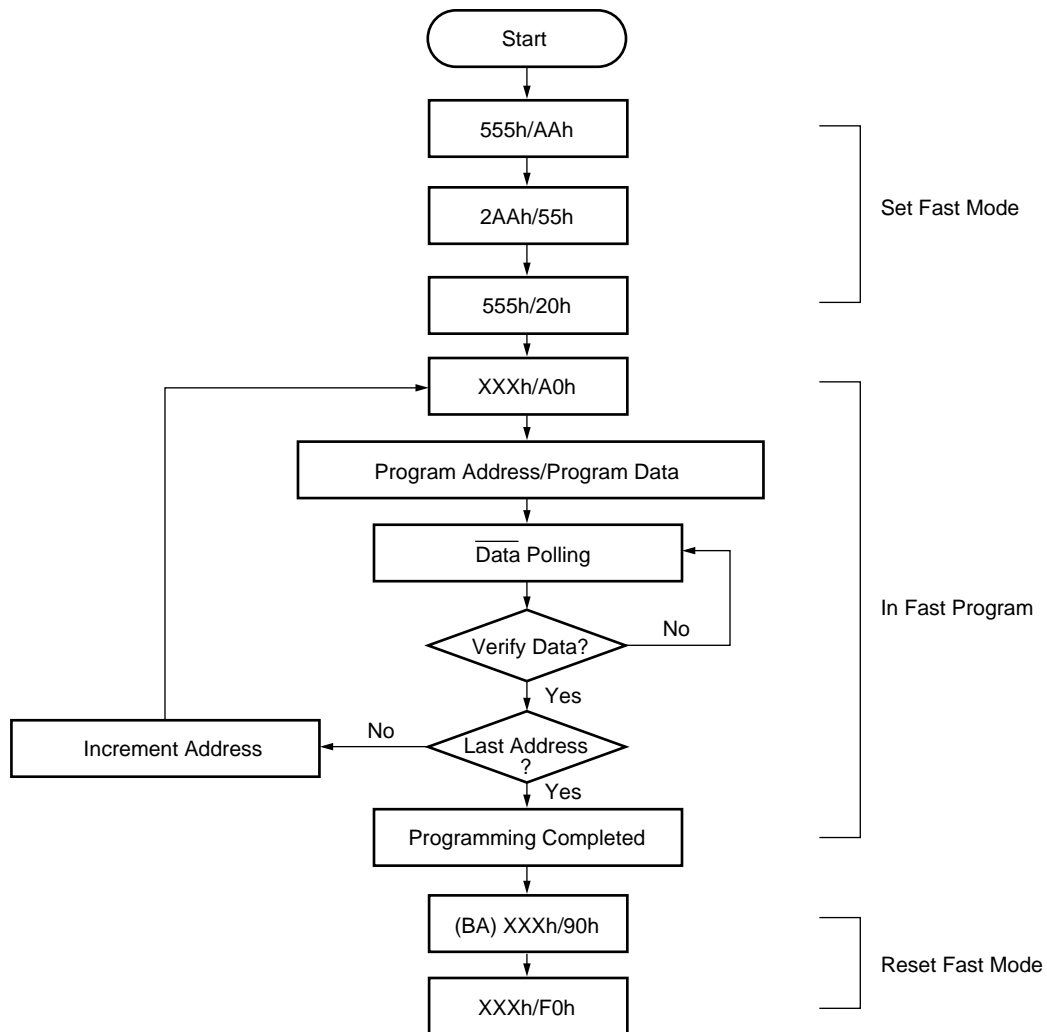 Start
555h/AAh
2AAh/55h
Set Fast Mode
555h/20h
XXXh/A0h
Program Address/Program Data
Data Polling
In Fast Program
Verify Data?
No
Yes
Increment Address
No
Last Address
?
Yes
Programming Completed
(BA) XXXh/90h
Reset Fast Mode
XXXh/F0h